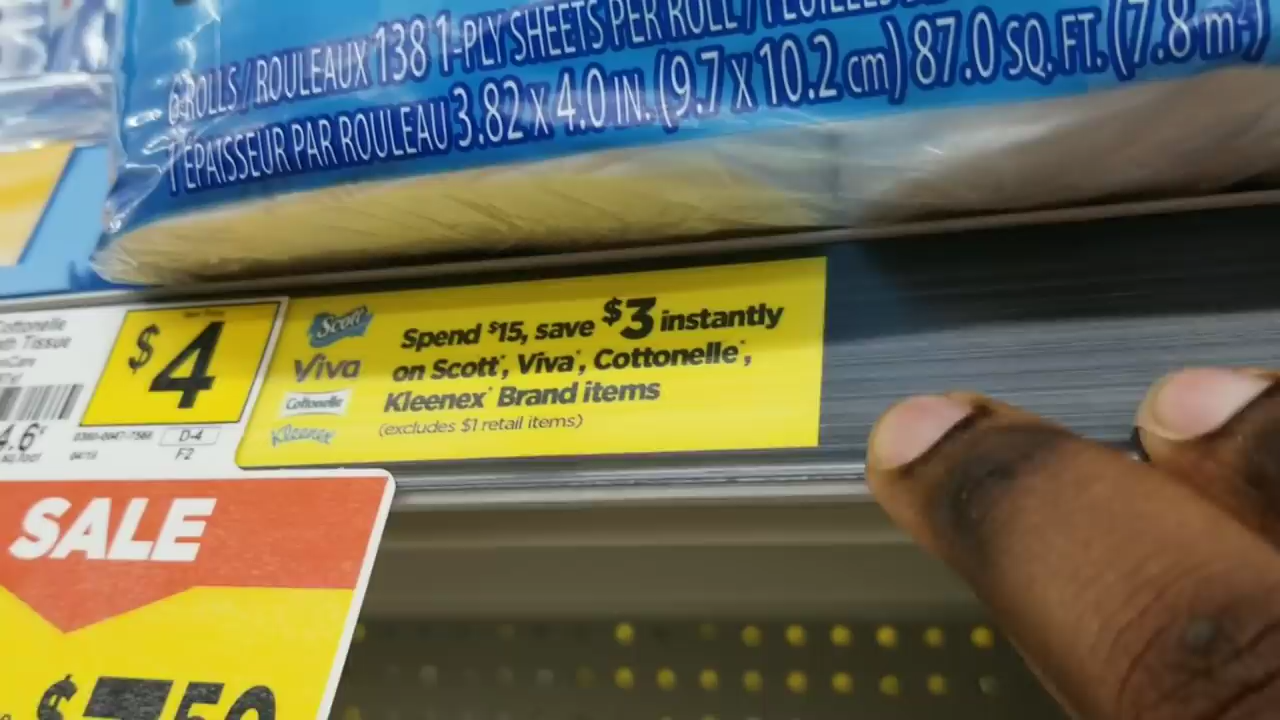 6 ROLLS / ROULEAUX 138 1-PLY SHEETS PER ROLL /
1 ÉPAISSEUR PAR ROULEAU 3.82 x 4.0 IN. (9.7 x 10.2 cm) 87.0 SQ. FT. (7.8 m²)
Cottonelle
Tissue
$4
D-4
F2
Scott
Viva
Cottonelle
Kleenex
Spend $15, save $3 instantly
on Scott*, Viva*, Cottonelle*,
Kleenex* Brand items
(excludes $1 retail items)
SALE